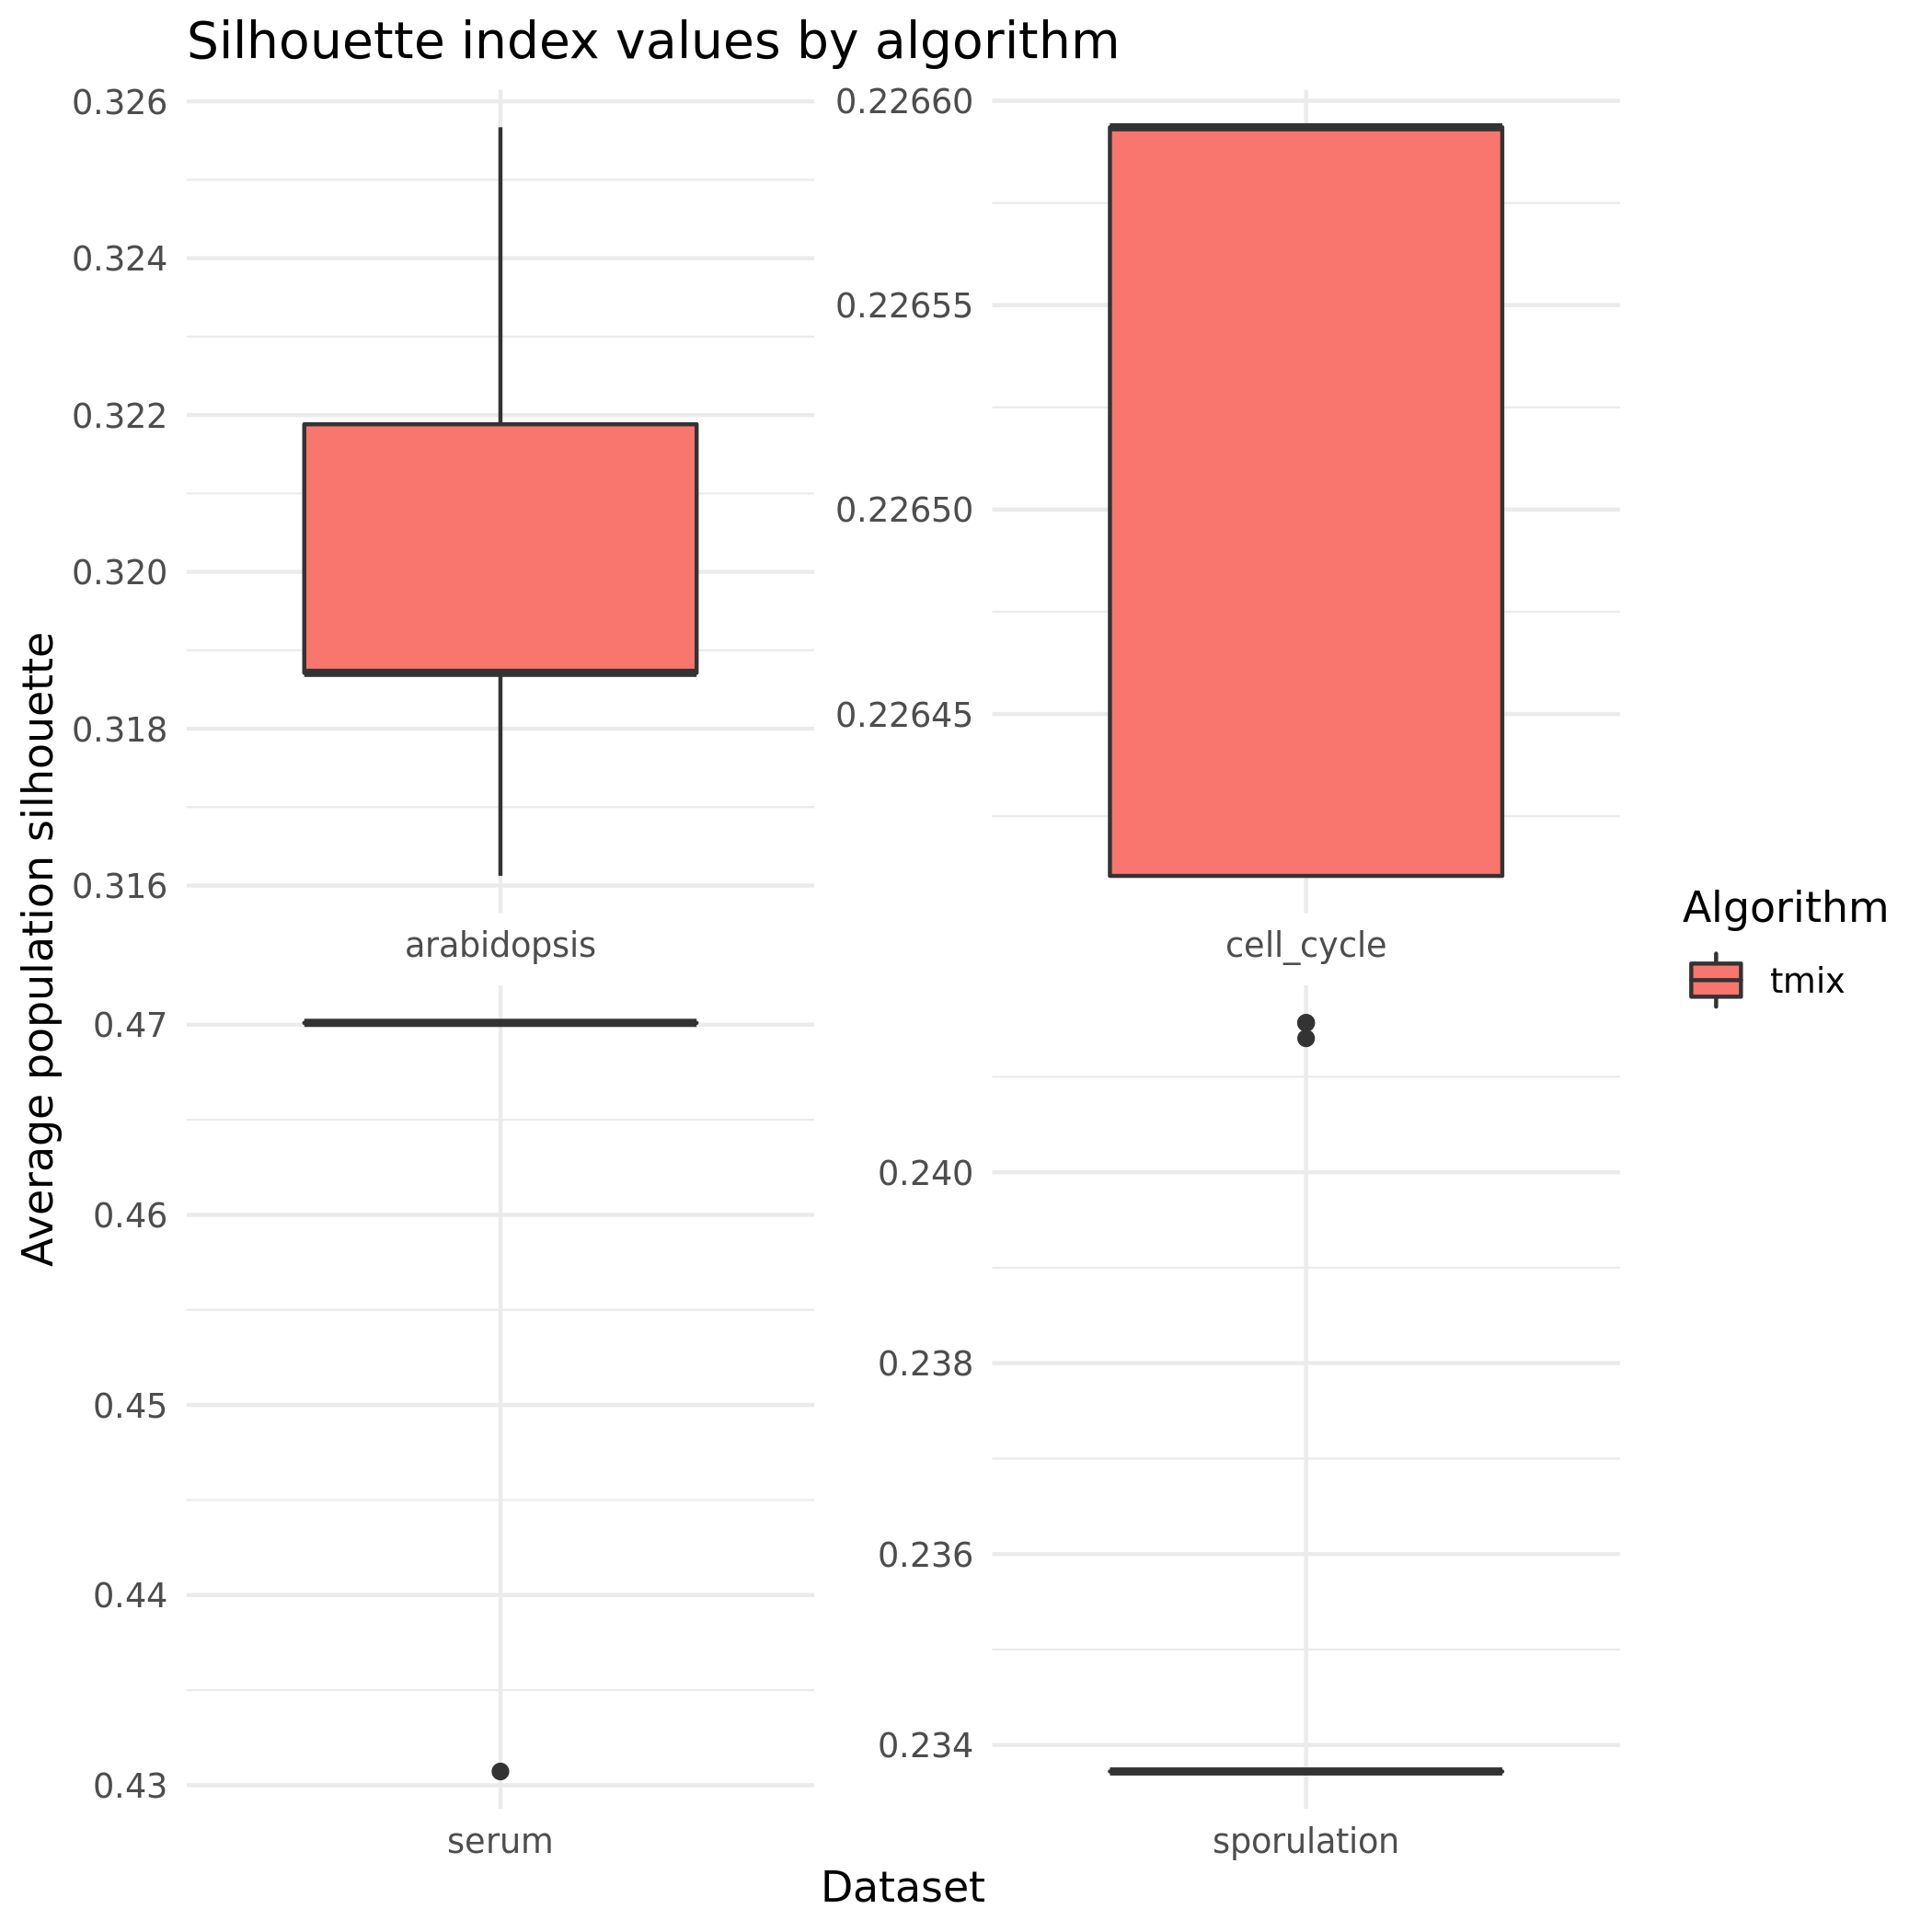 Silhouette index values by algorithm
Average population silhouette
0.326
0.324
0.322
0.320
0.318
0.316
arabidopsis
0.22660
0.22655
0.22650
0.22645
cell_cycle
0.47
0.46
0.45
0.44
0.43
serum
0.240
0.238
0.236
0.234
sporulation
Dataset
Algorithm
tmix